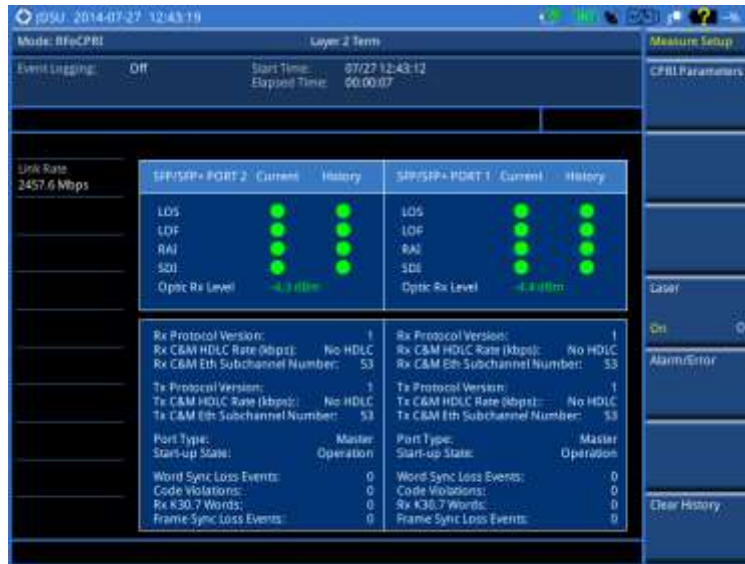 JDSU 2014-07-27 12:43:19
Mode: RFoCPRI Layer 2 Term Measure Setup
Event Logging: Off Start Time: 07/27 12:43:12
Elapsed Time: 00:00:07
CPRI Parameters
Link Rate
2457.6 Mbps
SFP/SFP+ PORT 2 Current History
LOS
LOF
RAI
SDI
Optic Rx Level -4.3 dBm
SFP/SFP+ PORT 1 Current History
LOS
LOF
RAI
SDI
Optic Rx Level -4.4 dBm
Rx Protocol Version: 1
Rx C&M HDLC Rate (kbps): No HDLC
Rx C&M Eth Subchannel Number: 53
Tx Protocol Version: 1
Tx C&M HDLC Rate (kbps): No HDLC
Tx C&M Eth Subchannel Number: 53
Port Type: Master
Start-up State: Operation
Word Sync Loss Events: 0
Code Violations: 0
Rx K30.7 Words: 0
Frame Sync Loss Events: 0
Rx Protocol Version: 1
Rx C&M HDLC Rate (kbps): No HDLC
Rx C&M Eth Subchannel Number: 53
Tx Protocol Version: 1
Tx C&M HDLC Rate (kbps): No HDLC
Tx C&M Eth Subchannel Number: 53
Port Type: Master
Start-up State: Operation
Word Sync Loss Events: 0
Code Violations: 0
Rx K30.7 Words: 0
Frame Sync Loss Events: 0
Laser
On O
Alarm/Error
Clear History